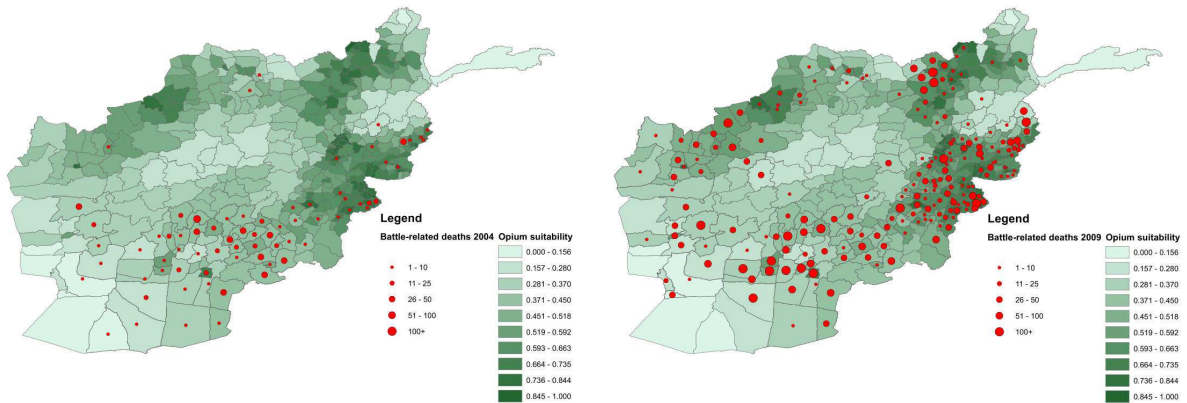 Legend
Battle-related deaths 2004
1 - 10
11 - 25
26 - 50
51 - 100
100+
Opium suitability
0.000 - 0.156
0.157 - 0.280
0.281 - 0.370
0.371 - 0.450
0.451 - 0.518
0.519 - 0.592
0.593 - 0.663
0.664 - 0.735
0.736 - 0.844
0.845 - 1.000
Legend
Battle-related deaths 2009
1 - 10
11 - 25
26 - 50
51 - 100
100+
Opium suitability
0.000 - 0.156
0.157 - 0.280
0.281 - 0.370
0.371 - 0.450
0.451 - 0.518
0.519 - 0.592
0.593 - 0.663
0.664 - 0.735
0.736 - 0.844
0.845 - 1.000